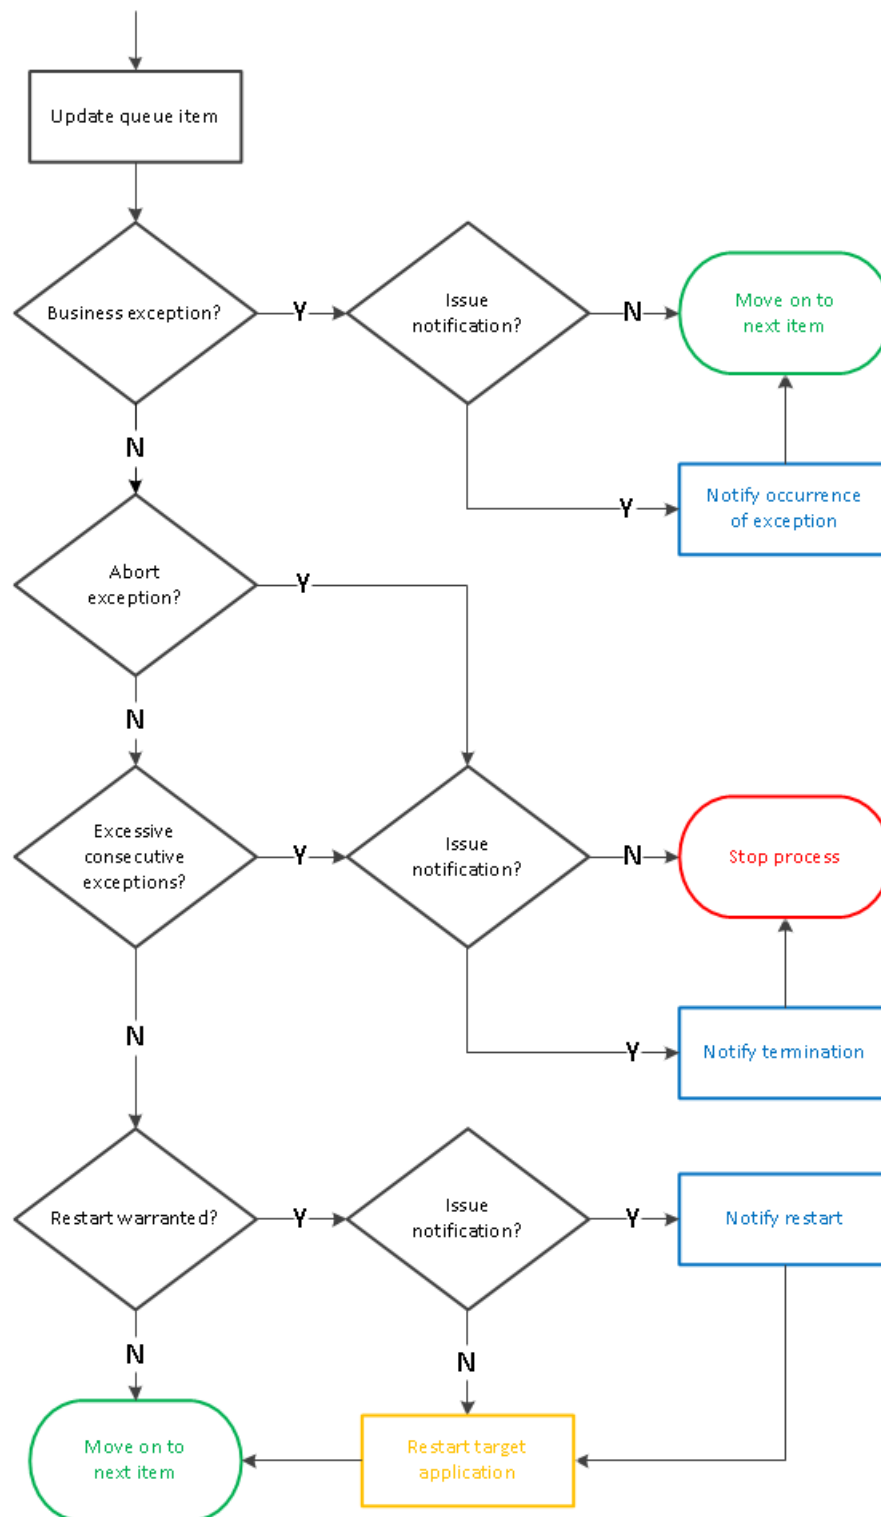 Update queue item
Business exception?
Y
Issue
notification?
N
Move on to
next item
N
Y
Notify occurrence
of exception
Abort
exception?
Y
N
Excessive
consecutive
exceptions?
Y
Issue
notification?
N
Stop process
N
Y
Notify termination
Restart warranted?
Y
Issue
notification?
Y
Notify restart
N
N
Move on to
next item
Restart target
application